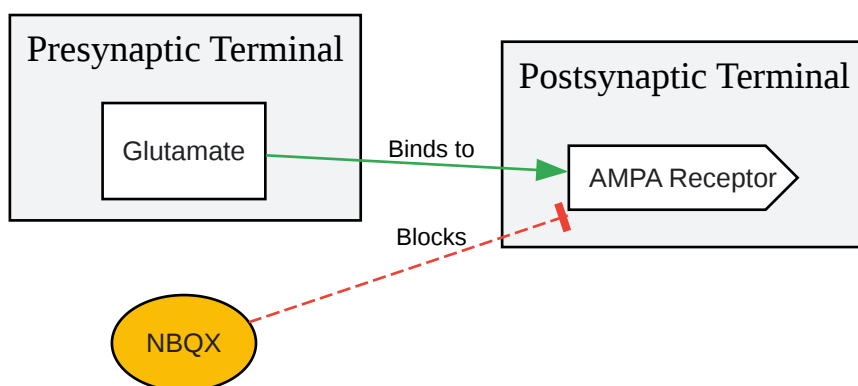 Presynaptic Terminal
Postsynaptic Terminal
Glutamate
Binds to
AMPA Receptor
Blocks
NBQX